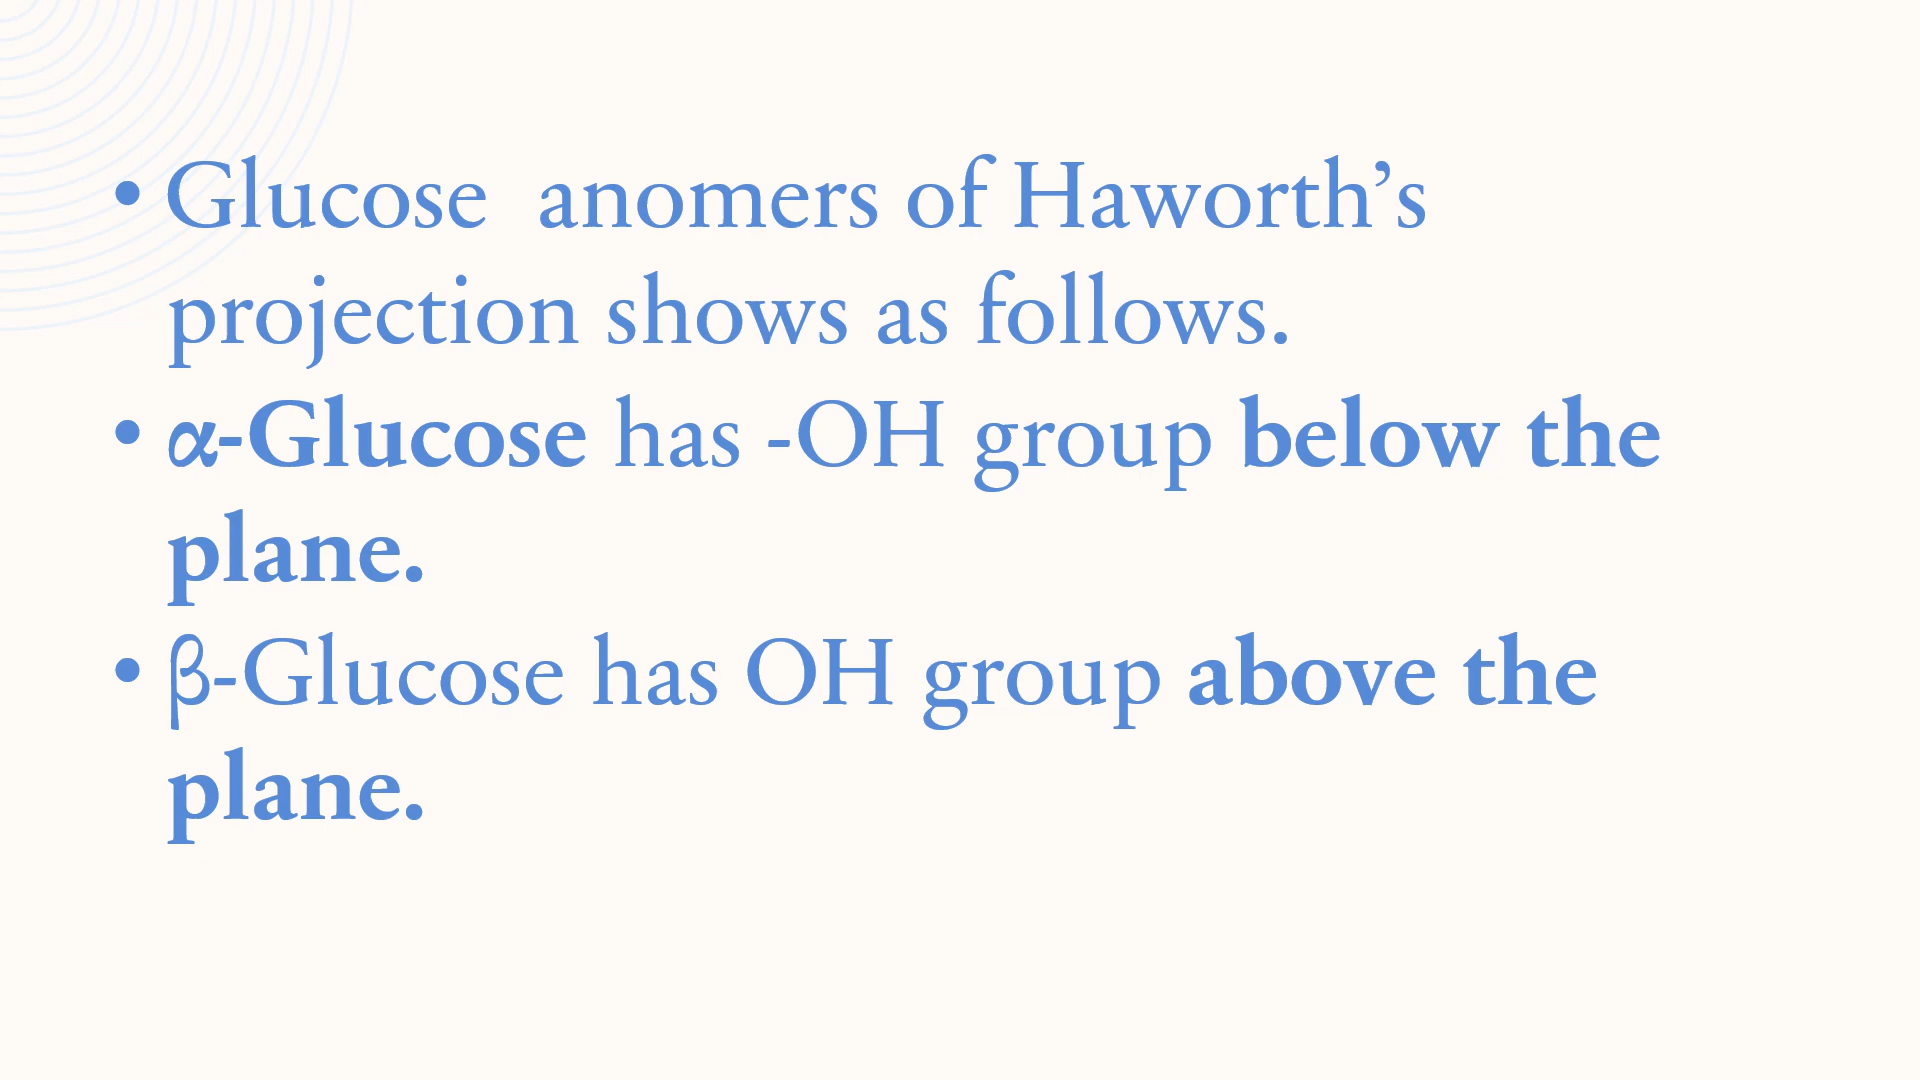 • Glucose  anomers of Haworth’s
projection shows as follows.
• α-Glucose has -OH group below the
plane.
• β-Glucose has OH group above the
plane.